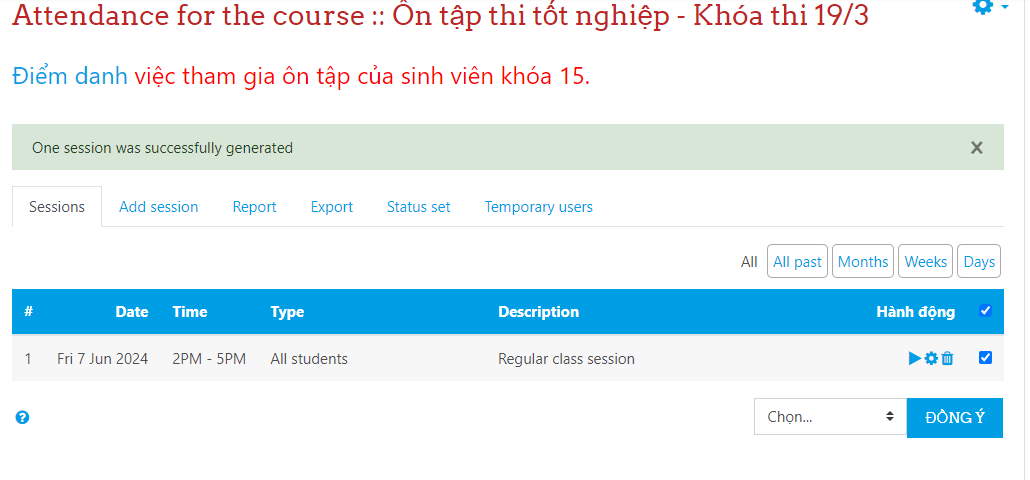 Attendance for the course :: Ôn tập thi tốt nghiệp - Khóa thi 19/3
Điểm danh việc tham gia ôn tập của sinh viên khóa 15.
One session was successfully generated
Sessions Add session Report Export Status set Temporary users
All All past Months Weeks Days
# Date Time Type Description Hành động
1 Fri 7 Jun 2024 2PM - 5PM All students Regular class session
Chọn... ĐỒNG Ý